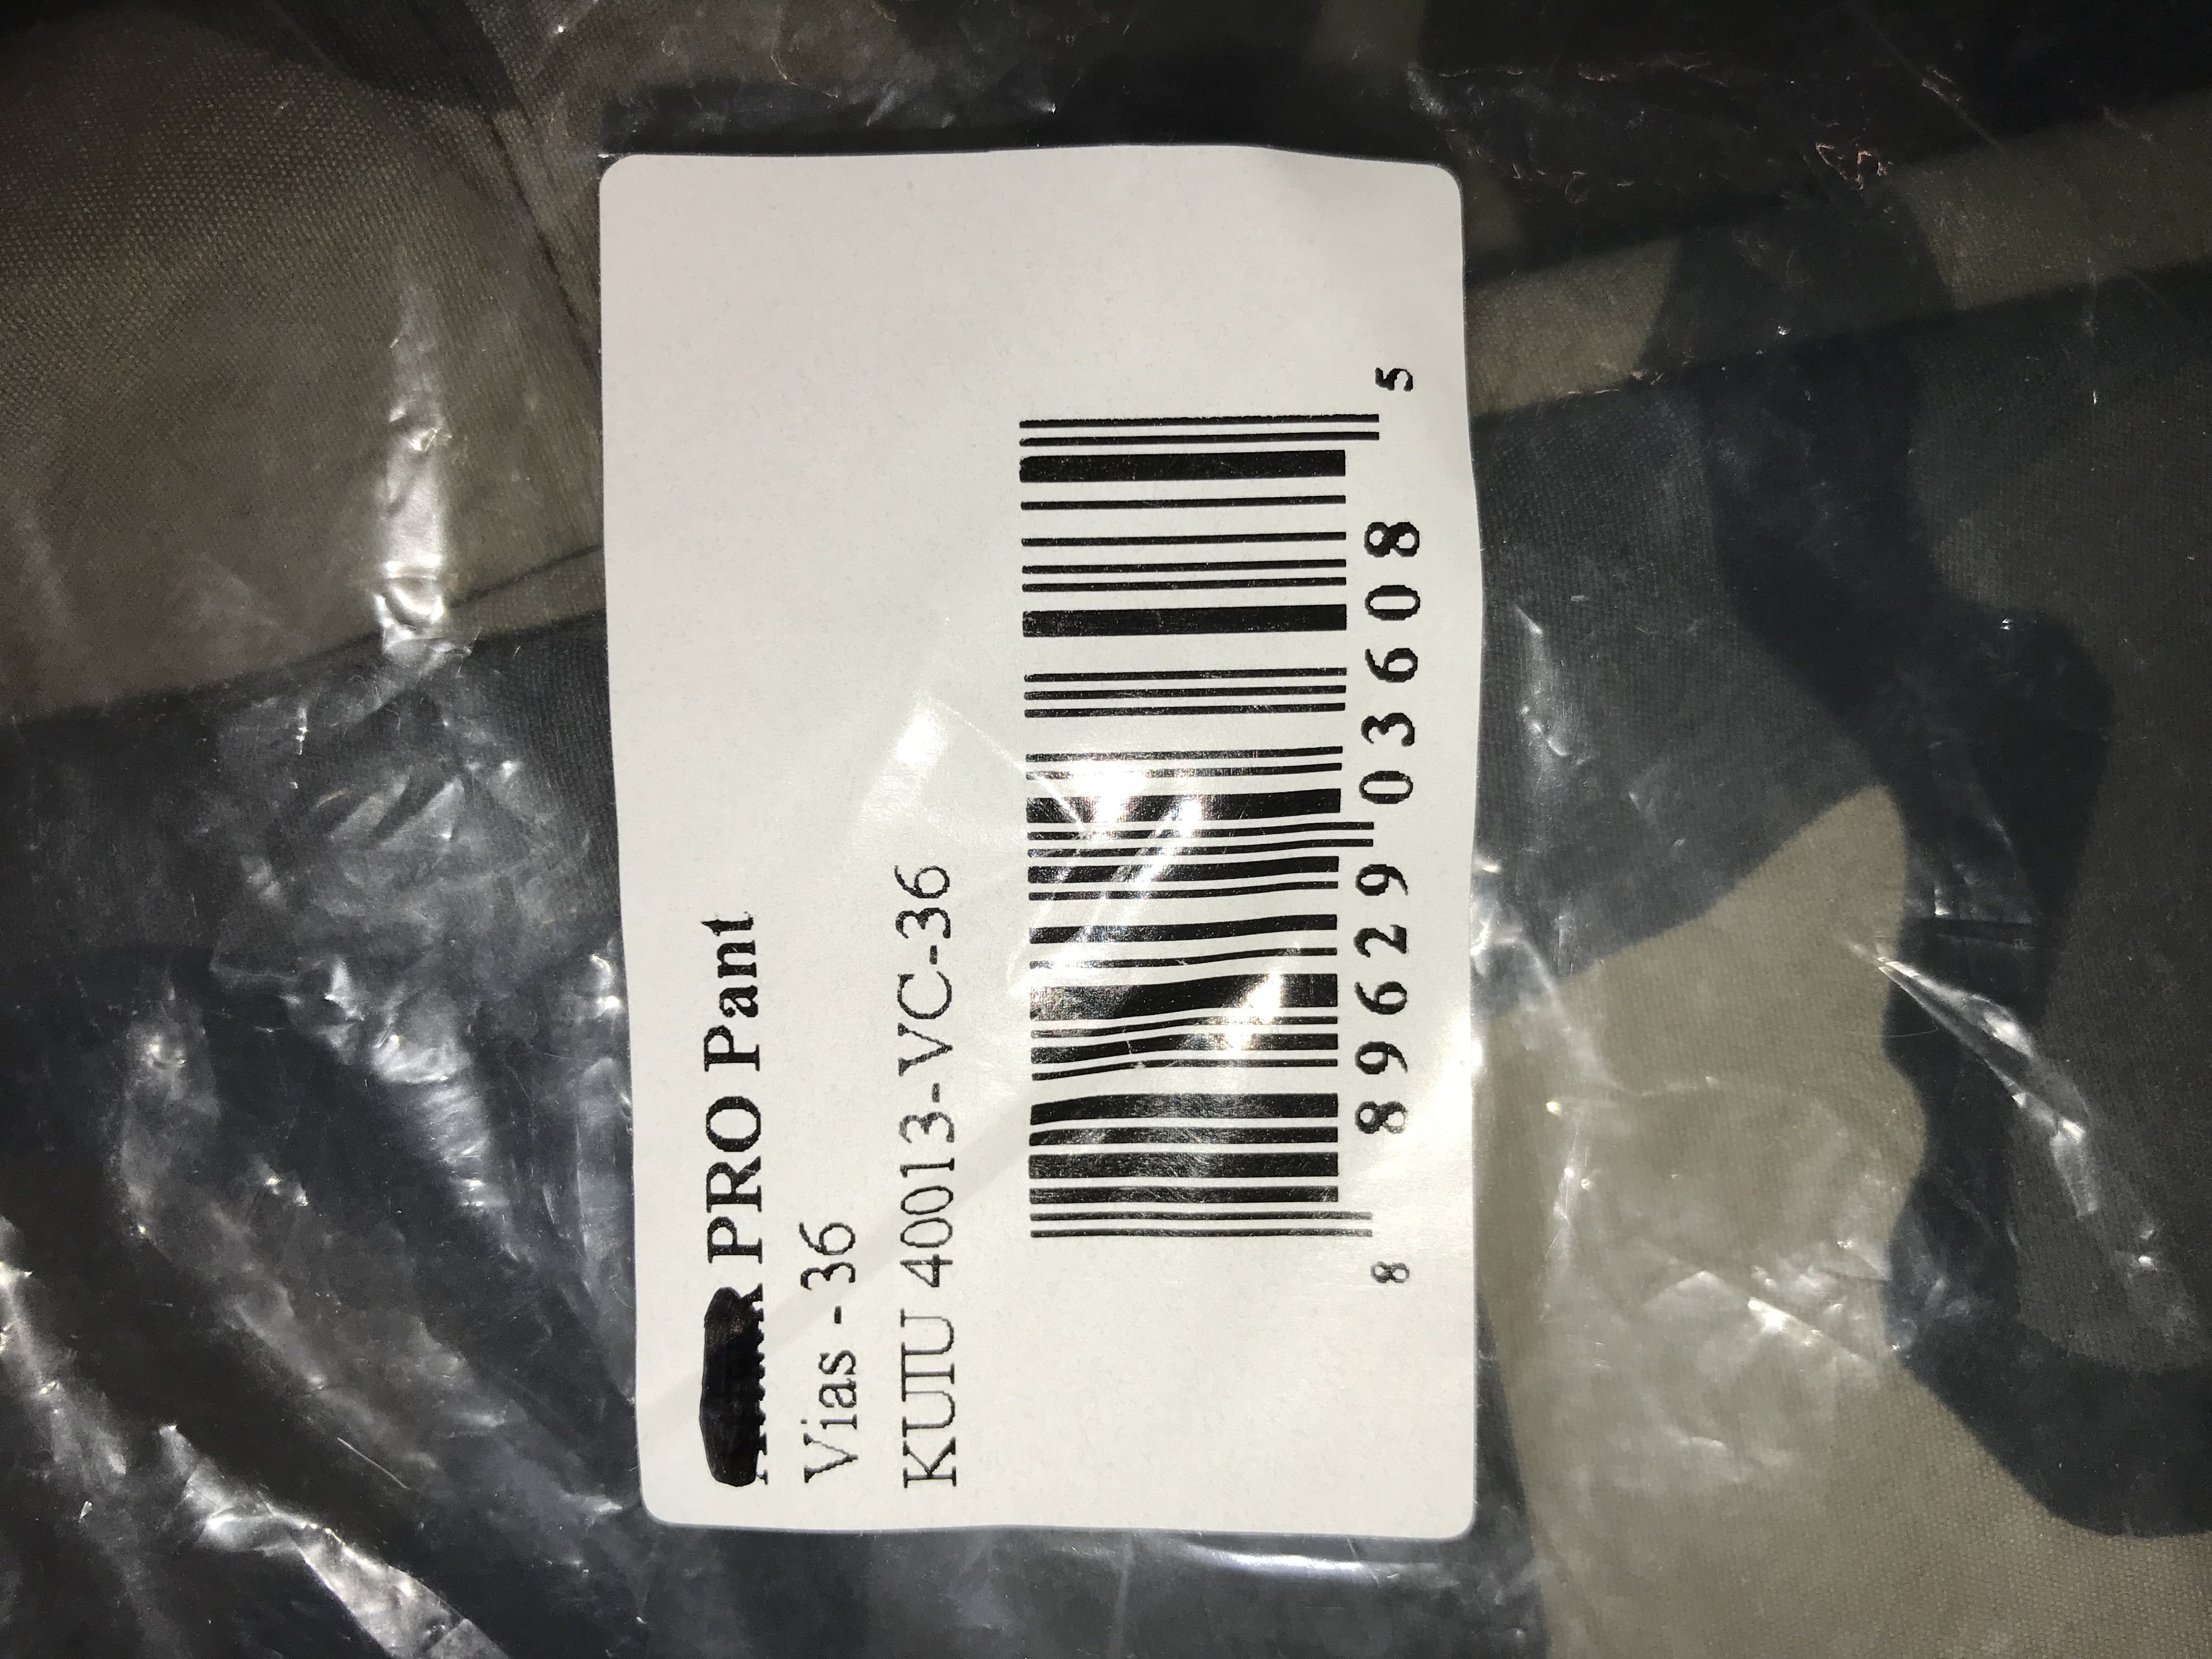 PRO Pant
Vias - 36
KUIU 40013-VC-36
8 89629 03608 5